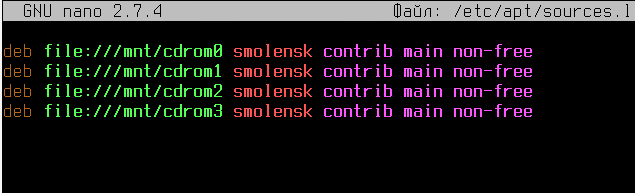 GNU nano 2.7.4 Файл: /etc/apt/sources.l
deb file:///mnt/cdrom0 smolensk contrib main non-free
deb file:///mnt/cdrom1 smolensk contrib main non-free
deb file:///mnt/cdrom2 smolensk contrib main non-free
deb file:///mnt/cdrom3 smolensk contrib main non-free